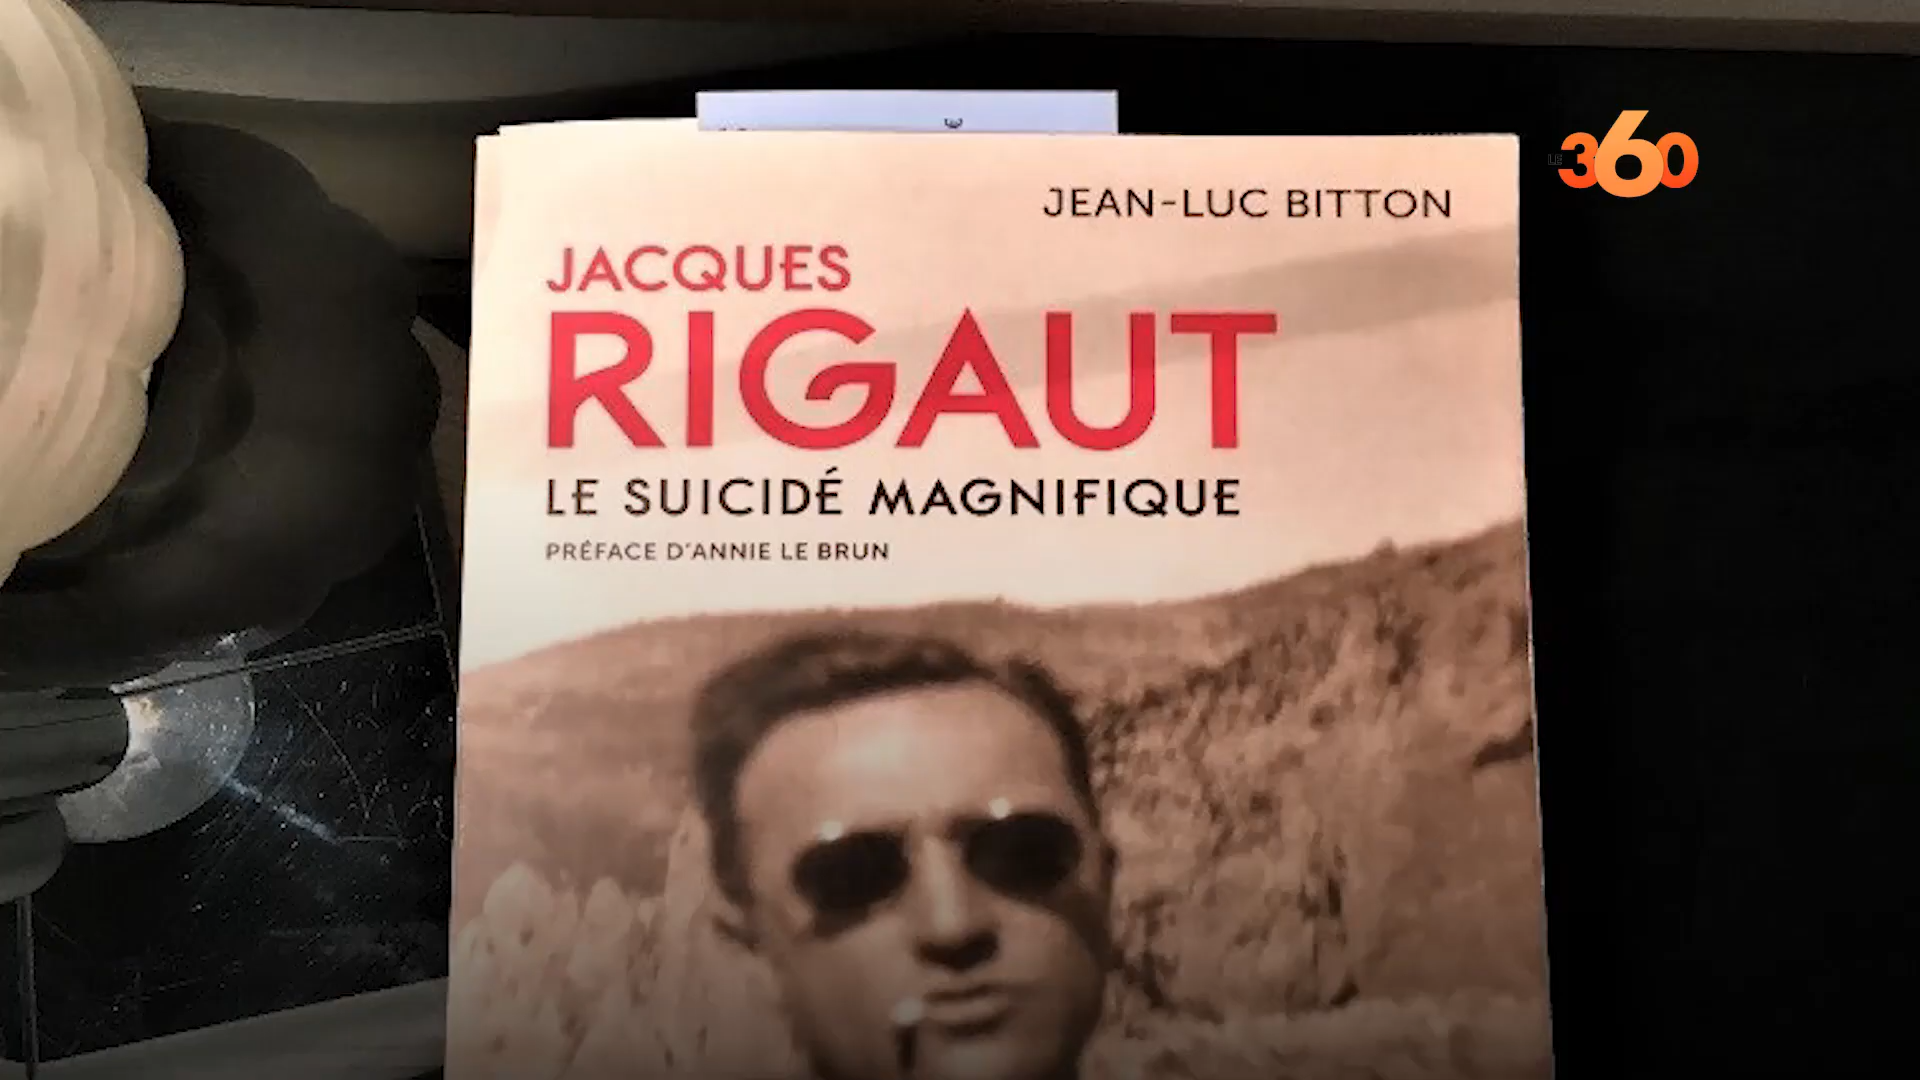 JEAN-LUC BITTON
LE 360
JACQUES
RIGAUT
LE SUICIDÉ MAGNIFIQUE
PRÉFACE D'ANNIE LE BRUN